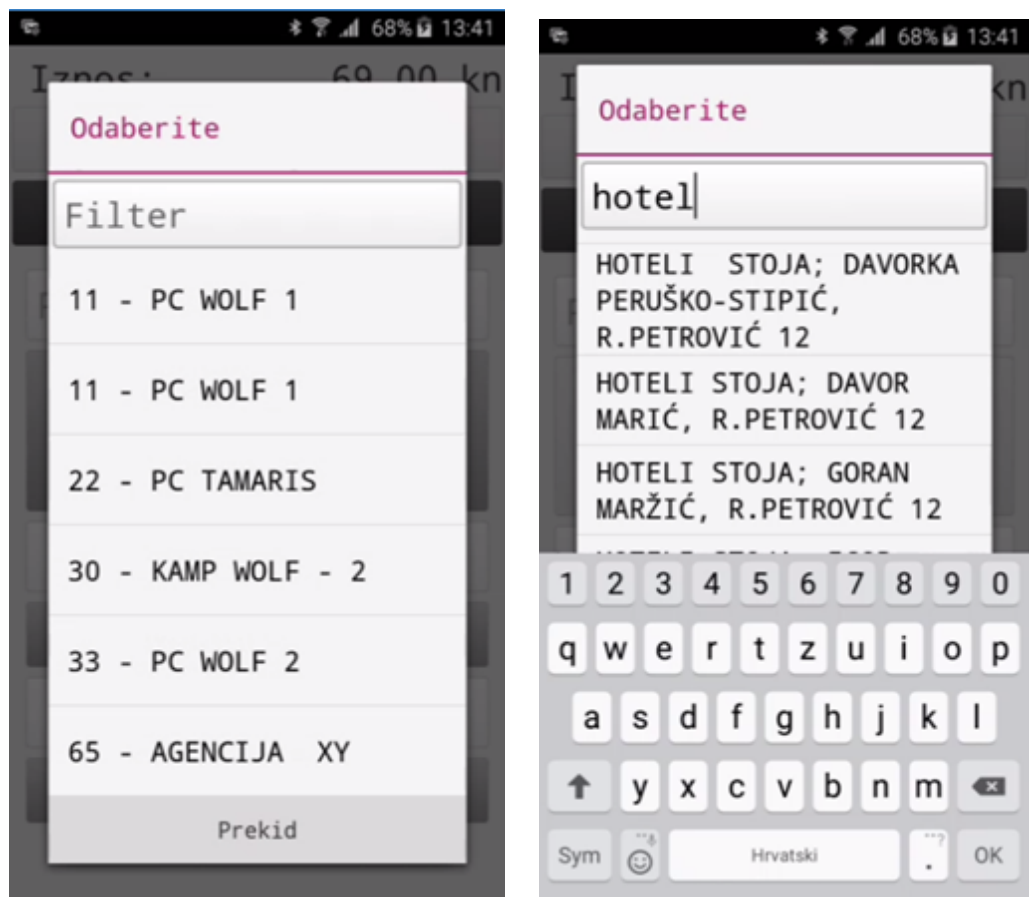 68% 13:41
Iznos: 69,00 kn
Odaberite
Filter
11 - PC WOLF 1
11 - PC WOLF 1
22 - PC TAMARIS
30 - KAMP WOLF - 2
33 - PC WOLF 2
65 - AGENCIJA XY
Prekid
68% 13:41
I kn
Odaberite
hotel
HOTELI STOJA; DAVORKA
PERUŠKO-STIPIĆ,
R.PETROVIĆ 12
HOTELI STOJA; DAVOR
MARIĆ, R.PETROVIĆ 12
HOTELI STOJA; GORAN
MARŽIĆ, R.PETROVIĆ 12
1 2 3 4 5 6 7 8 9 0
q w e r t z u i o p
a s d f g h j k l
y x c v b n m
Sym Hrvatski . OK